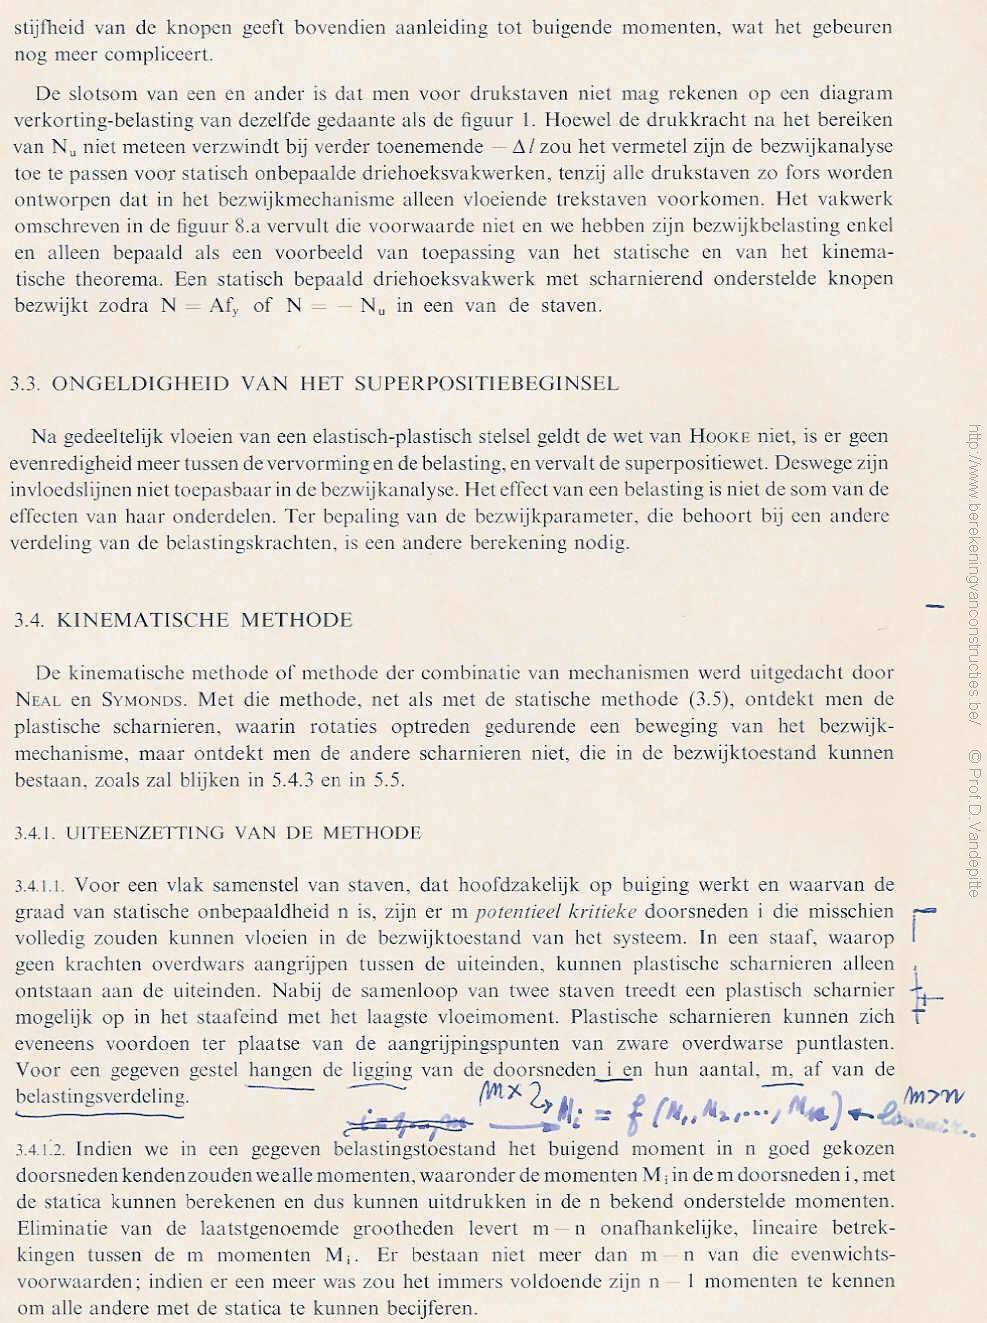 stijfheid van de knopen geeft bovendien aanleiding tot buigende momenten, wat het gebeuren
nog meer compliceert.
De slotsom van een en ander is dat men voor drukstaven niet mag rekenen op een diagram
verkorting-belasting van dezelfde gedaante als de figuur 1. Hoewel de drukkracht na het bereiken
van Nu niet meteen verzwindt bij verder toenemende − Δl zou het vermetel zijn de bezwijkanalyse
toe te passen voor statisch onbepaalde driehoeksvakwerken, tenzij alle drukstaven zo fors worden
ontworpen dat in het bezwijkmechanisme alleen vloeiende trekstaven voorkomen. Het vakwerk
omschreven in de figuur 8.a vervult die voorwaarde niet en we hebben zijn bezwijkbelasting enkel
en alleen bepaald als een voorbeeld van toepassing van het statische en van het kinema-
tische theorema. Een statisch bepaald driehoeksvakwerk met scharnierend onderstelde knopen
bezwijkt zodra N = Afy of N = − Nu in een van de staven.
3.3. ONGELDIGHEID VAN HET SUPERPOSITIEBEGINSEL
Na gedeeltelijk vloeien van een elastisch-plastisch stelsel geldt de wet van HOOKE niet, is er geen
evenredigheid meer tussen de vervorming en de belasting, en vervalt de superpositiewet. Deswege zijn
invloedslijnen niet toepasbaar in de bezwijkanalyse. Het effect van een belasting is niet de som van de
effecten van haar onderdelen. Ter bepaling van de bezwijkparameter, die behoort bij een andere
verdeling van de belastingskrachten, is een andere berekening nodig.
3.4. KINEMATISCHE METHODE
De kinematische methode of methode der combinatie van mechanismen werd uitgedacht door
NEAL en SYMONDS. Met die methode, net als met de statische methode (3.5), ontdekt men de
plastische scharnieren, waarin rotaties optreden gedurende een beweging van het bezwijk-
mechanisme, maar ontdekt men de andere scharnieren niet, die in de bezwijktoestand kunnen
bestaan, zoals zal blijken in 5.4.3 en in 5.5.
3.4.1. UITEENZETTING VAN DE METHODE
3.4.1.1. Voor een vlak samenstel van staven, dat hoofdzakelijk op buiging werkt en waarvan de
graad van statische onbepaaldheid n is, zijn er m potentieel kritieke doorsneden i die misschien
volledig zouden kunnen vloeien in de bezwijktoestand van het systeem. In een staaf, waarop
geen krachten overdwars aangrijpen tussen de uiteinden, kunnen plastische scharnieren alleen
ontstaan aan de uiteinden. Nabij de samenloop van twee staven treedt een plastisch scharnier
mogelijk op in het staafeind met het laagste vloeimoment. Plastische scharnieren kunnen zich
eveneens voordoen ter plaatse van de aangrijpingspunten van zware overdwarse puntlasten.
Voor een gegeven gestel hangen de ligging van de doorsneden i en hun aantal, m, af van de
belastingsverdeling.
m x Mi = f (M1, M2, ..., Mn) ← m>n
3.4.1.2. Indien we in een gegeven belastingstoestand het buigend moment in n goed gekozen
doorsneden kenden zouden we alle momenten, waaronder de momenten Mi in de m doorsneden i, met
de statica kunnen berekenen en dus kunnen uitdrukken in de n bekend onderstelde momenten.
Eliminatie van de laatstgenoemde grootheden levert m − n onafhankelijke, lineaire betrek-
kingen tussen de m momenten Mi. Er bestaan niet meer dan m − n van die evenwichts-
voorwaarden; indien er een meer was zou het immers voldoende zijn n − 1 momenten te kennen
om alle andere met de statica te kunnen becijferen.
http://www.berekeningvanconstructies.be/ © Prof.D.Vandepitte